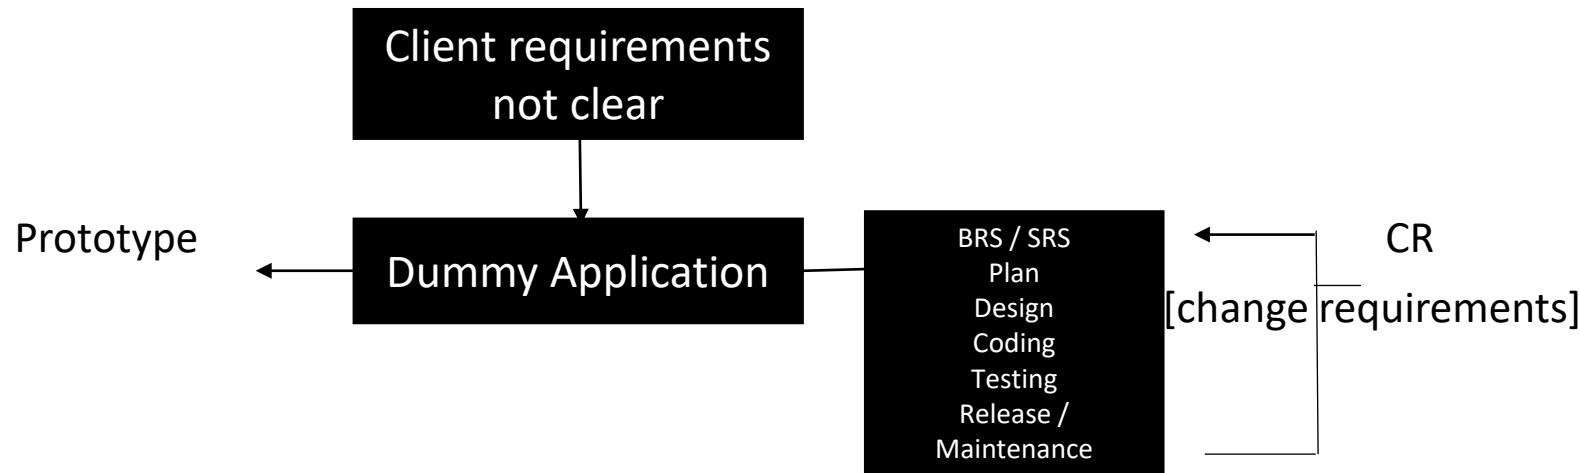 Client requirements
not clear
Prototype
Dummy Application
BRS / SRS
Plan
Design
Coding
Testing
Release /
Maintenance
CR
[change requirements]